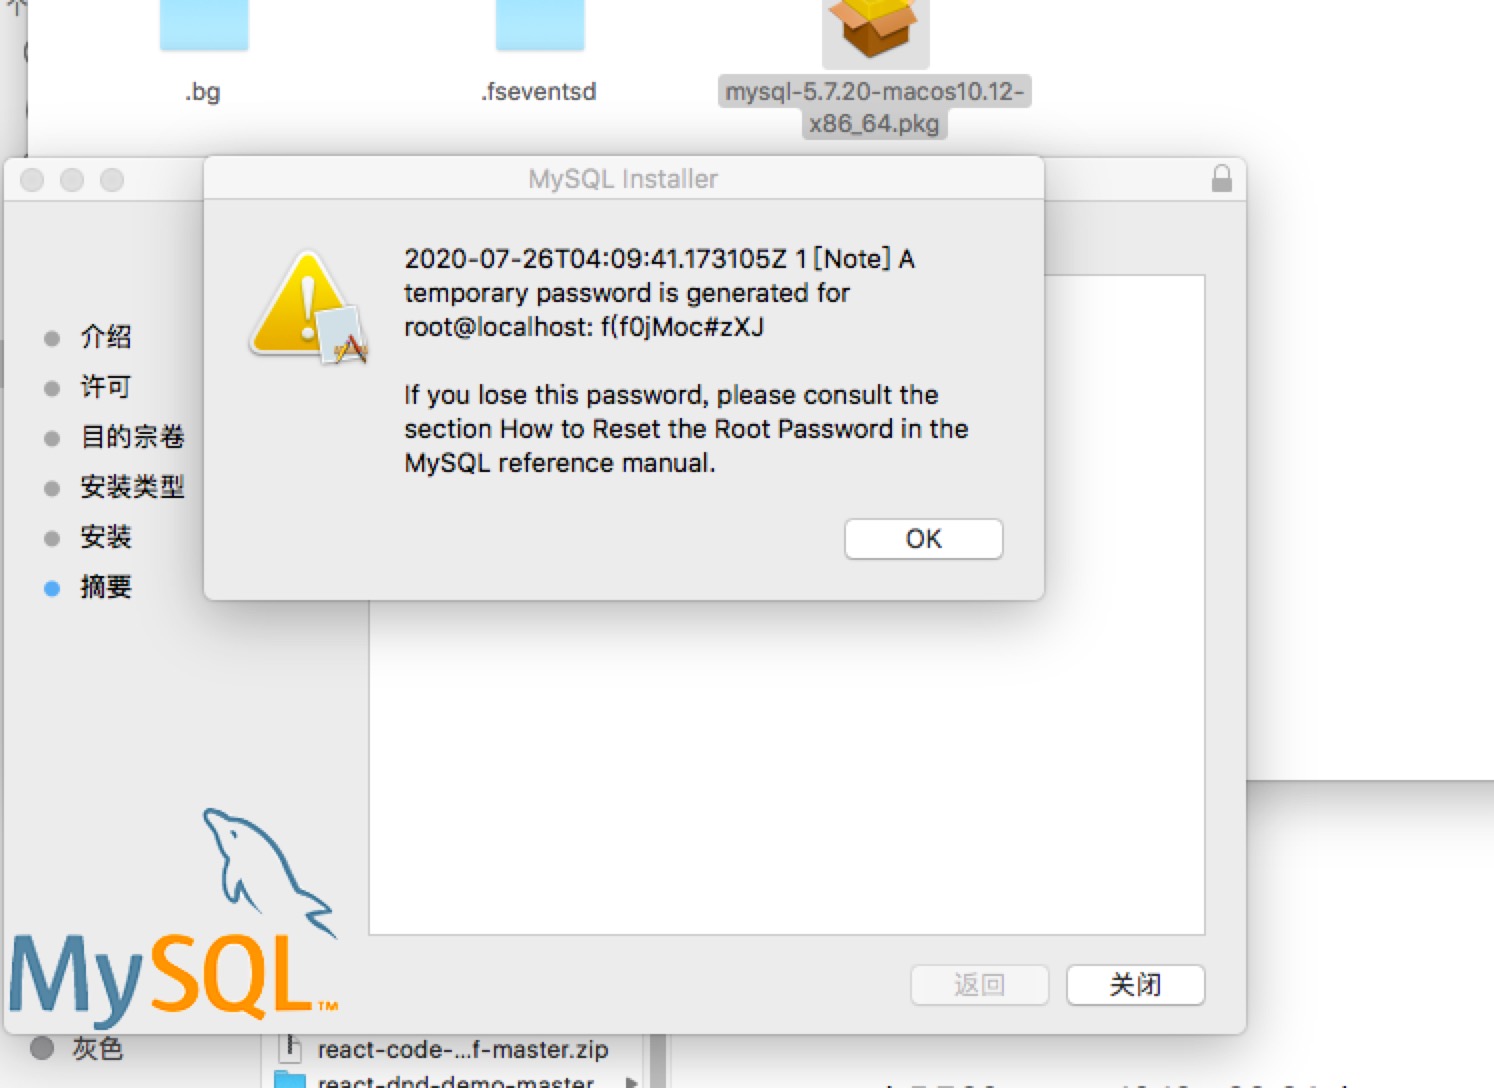 .bg
.fseventsd
mysql-5.7.20-macos10.12-
x86_64.pkg
MySQL Installer
2020-07-26T04:09:41.173105Z 1 [Note] A
temporary password is generated for
root@localhost: f(f0jMoc#zXJ
If you lose this password, please consult the
section How to Reset the Root Password in the
MySQL reference manual.
OK
介绍
许可
目的宗卷
安装类型
安装
摘要
MySQL™
返回
关闭
灰色
react-code-...f-master.zip
react-dnd-demo-master